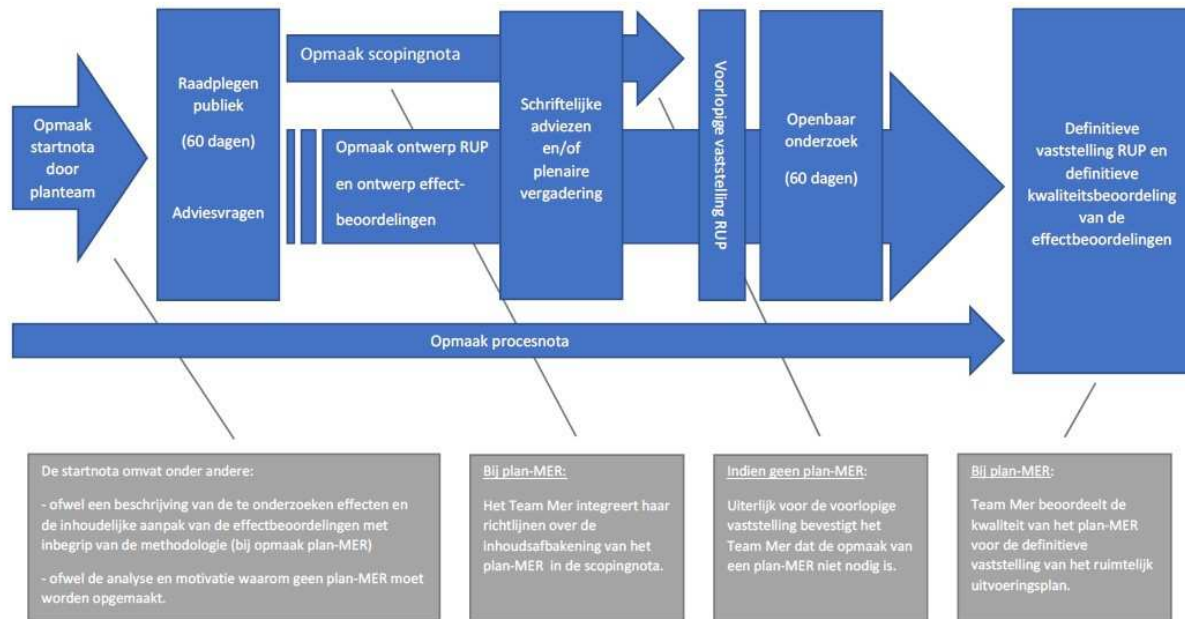 Opmaak
startnota
door
planteam
Raadplegen
publiek
(60 dagen)
Adviesvragen
Opmaak scopingnota
Opmaak ontwerp RUP
en ontwerp effect-
beoordelingen
Schriftelijke
adviezen
en/of
plenaire
vergadering
Voorlopige vaststelling RUP
Openbaar
onderzoek
(60 dagen)
Definitieve
vaststelling RUP en
definitieve
kwaliteitsbeoordeling
van de
effectbeoordelingen
Opmaak procesnota
De startnota omvat onder andere:
- ofwel een beschrijving van de te onderzoeken effecten en
de inhoudelijke aanpak van de effectbeoordelingen met
inbegrip van de methodologie (bij opmaak plan-MER)
- ofwel de analyse en motivatie waarom geen plan-MER moet
worden opgemaakt.
Bij plan-MER:
Het Team Mer integreert haar
richtlijnen over de
inhoudsafbakening van het
plan-MER in de scopingnota.
Indien geen plan-MER:
Uiterlijk voor de voorlopige
vaststelling bevestigt het
Team Mer dat de opmaak van
een plan-MER niet nodig is.
Bij plan-MER:
Team Mer beoordeelt de
kwaliteit van het plan-MER
voor de definitieve
vaststelling van het ruimtelijk
uitvoeringsplan.